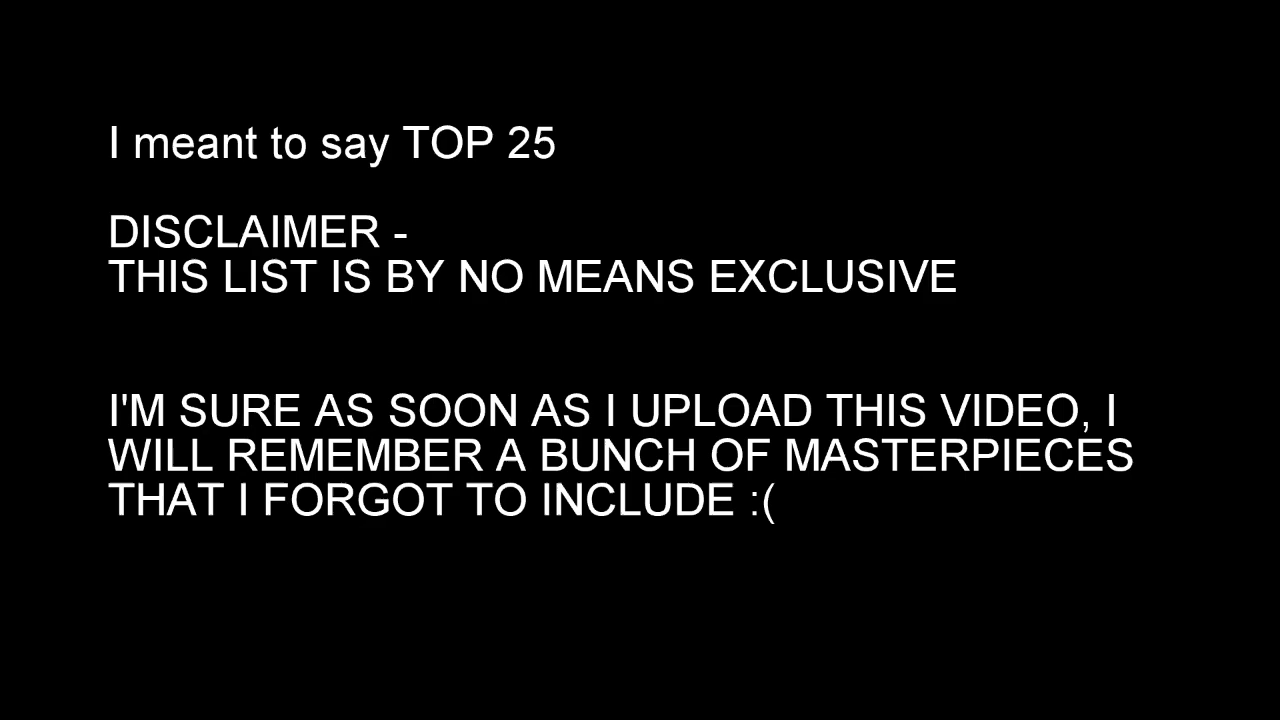 I meant to say TOP 25
DISCLAIMER -
THIS LIST IS BY NO MEANS EXCLUSIVE
I'M SURE AS SOON AS I UPLOAD THIS VIDEO, I
WILL REMEMBER A BUNCH OF MASTERPIECES
THAT I FORGOT TO INCLUDE :(